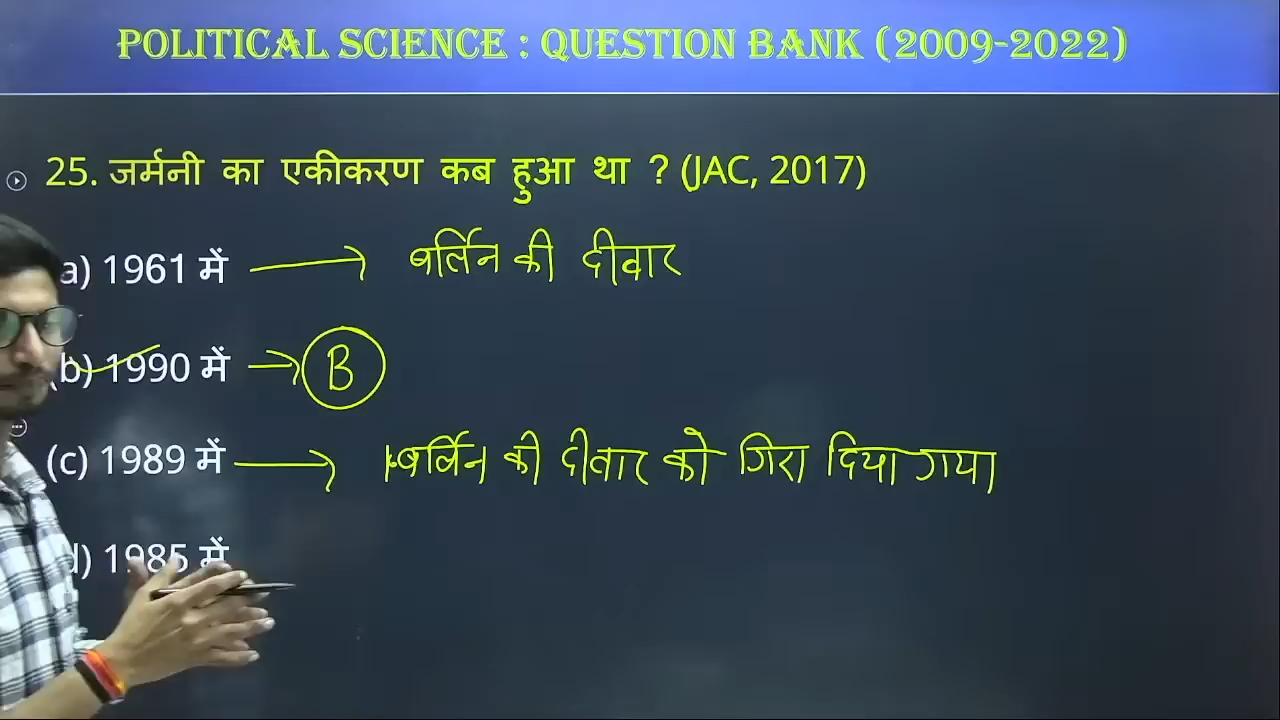 POLITICAL SCIENCE : QUESTION BANK (2009-2022)
25. जर्मनी का एकीकरण कब हुआ था ? (JAC, 2017)
a) 1961 में → बर्लिन की दीवार
(b) 1990 में → B
(c) 1989 में → बर्लिन की दीवार को गिरा दिया गया
d) 1985 में